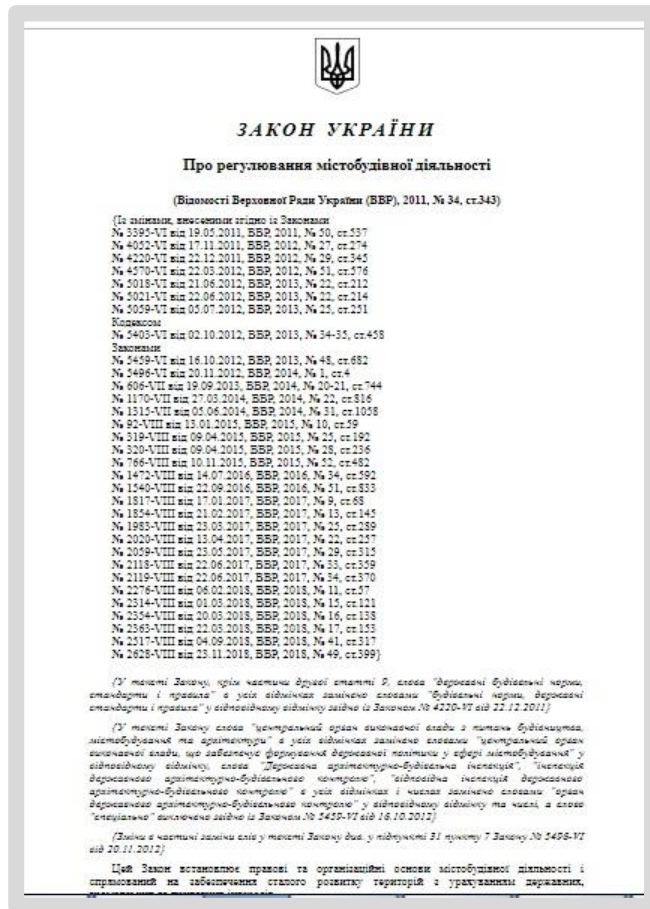 ЗАКОН УКРАЇНИ
Про регулювання містобудівної діяльності
(Відомості Верховної Ради України (ВВР), 2011, № 34, ст.343)
{Із змінами, внесеними згідно із Законами
№ 3395-VI від 19.05.2011, ВВР, 2011, № 50, ст.537
№ 4052-VI від 17.11.2011, ВВР, 2012, № 27, ст.274
№ 4220-VI від 22.12.2011, ВВР, 2012, № 29, ст.345
№ 4570-VI від 22.03.2012, ВВР, 2012, № 51, ст.576
№ 5018-VI від 21.06.2012, ВВР, 2013, № 22, ст.212
№ 5021-VI від 22.06.2012, ВВР, 2013, № 22, ст.214
№ 5059-VI від 05.07.2012, ВВР, 2013, № 25, ст.251
Кодексом
№ 5403-VI від 02.10.2012, ВВР, 2013, № 34-35, ст.458
Законами
№ 5459-VI від 16.10.2012, ВВР, 2013, № 48, ст.682
№ 5496-VI від 20.11.2012, ВВР, 2014, № 1, ст.4
№ 606-VII від 19.09.2013, ВВР, 2014, № 20-21, ст.744
№ 1170-VII від 27.03.2014, ВВР, 2014, № 22, ст.816
№ 1315-VII від 05.06.2014, ВВР, 2014, № 31, ст.1058
№ 92-VIII від 13.01.2015, ВВР, 2015, № 10, ст.59
№ 319-VIII від 09.04.2015, ВВР, 2015, № 25, ст.192
№ 320-VIII від 09.04.2015, ВВР, 2015, № 28, ст.236
№ 766-VIII від 10.11.2015, ВВР, 2015, № 52, ст.482
№ 1472-VIII від 14.07.2016, ВВР, 2016, № 34, ст.592
№ 1540-VIII від 22.09.2016, ВВР, 2016, № 51, ст.833
№ 1817-VIII від 17.01.2017, ВВР, 2017, № 9, ст.68
№ 1854-VIII від 21.02.2017, ВВР, 2017, № 13, ст.145
№ 1983-VIII від 23.03.2017, ВВР, 2017, № 25, ст.289
№ 2020-VIII від 13.04.2017, ВВР, 2017, № 22, ст.257
№ 2059-VIII від 23.05.2017, ВВР, 2017, № 29, ст.315
№ 2118-VIII від 22.06.2017, ВВР, 2017, № 33, ст.359
№ 2119-VIII від 22.06.2017, ВВР, 2017, № 34, ст.370
№ 2276-VIII від 06.02.2018, ВВР, 2018, № 11, ст.57
№ 2314-VIII від 01.03.2018, ВВР, 2018, № 15, ст.121
№ 2354-VIII від 20.03.2018, ВВР, 2018, № 16, ст.138
№ 2363-VIII від 22.03.2018, ВВР, 2018, № 17, ст.153
№ 2517-VIII від 04.09.2018, ВВР, 2018, № 41, ст.317
№ 2628-VIII від 23.11.2018, ВВР, 2018, № 49, ст.399}
{У тексті Закону, крім частини другої статті 9, слова "державні будівельні норми,
стандарти і правила" в усіх відмінках замінено словами "будівельні норми, державні
стандарти і правила" у відповідному відмінку згідно із Законом № 4220-VI від 22.12.2011}
{У тексті Закону слова "центральний орган виконавчої влади з питань будівництва,
містобудування та архітектури" в усіх відмінках замінено словами "центральний орган
виконавчої влади, що забезпечує формування державної політики у сфері містобудування" у
відповідному відмінку, слова "Державна архітектурно-будівельна інспекція", "інспекція
державного архітектурно-будівельного контролю", "відповідна інспекція державного
архітектурно-будівельного контролю" в усіх відмінках і числах замінено словами "орган
державного архітектурно-будівельного контролю" у відповідному відмінку та числі, а слово
"спеціально" виключено згідно із Законом № 5459-VI від 16.10.2012}
{Зміни в частині заміни слів у тексті Закону див. у підпункті 31 пункту 7 Закону № 5496-VI
від 20.11.2012}
Цей Закон встановлює правові та організаційні основи містобудівної діяльності і
спрямований на забезпечення сталого розвитку територій з урахуванням державних,